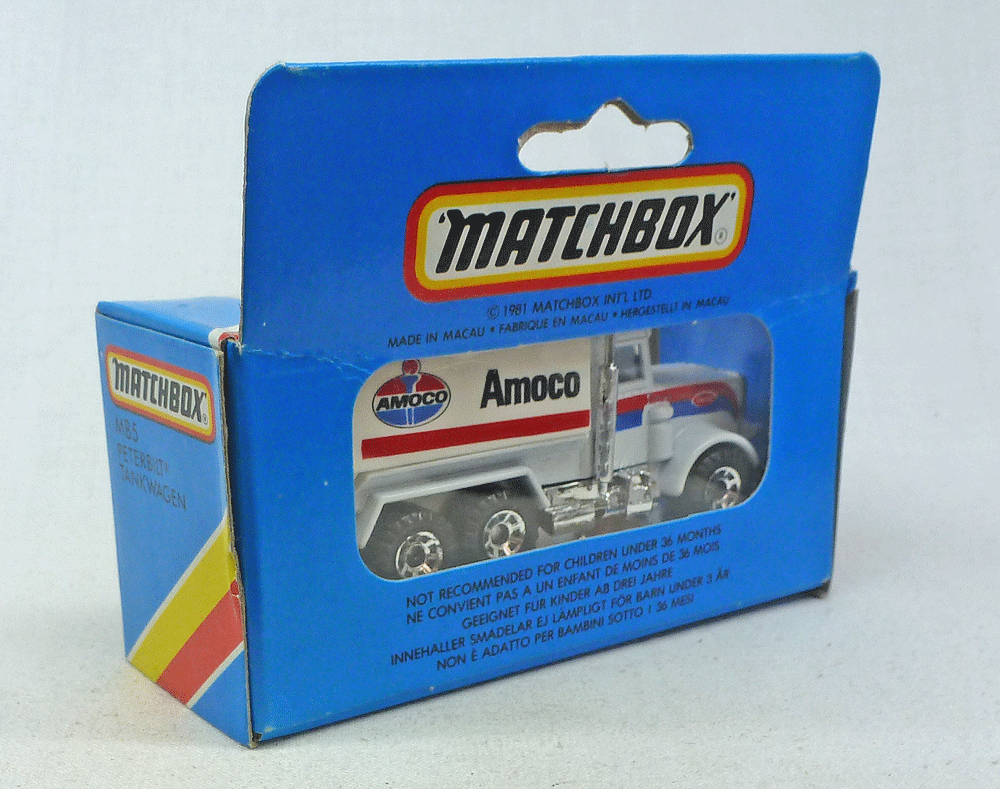 'MATCHBOX'®
© 1981 MATCHBOX INT'L LTD.
MADE IN MACAU • FABRIQUE EN MACAU • HERGESTELLT IN MACAU
AMOCO
Amoco
NOT RECOMMENDED FOR CHILDREN UNDER 36 MONTHS
NE CONVIENT PAS A UN ENFANT DE MOINS DE 36 MOIS
GEEIGNET FUR KINDER AB DREI JAHRE
INNEHALLER SMADELAR EJ LÄMPLIGT FÖR BARN UNDER 3 ÅR
NON È ADATTO PER BAMBINI SOTTO I 36 MESI
'MATCHBOX'®
MB5
PETERBILT®
TANKWAGEN